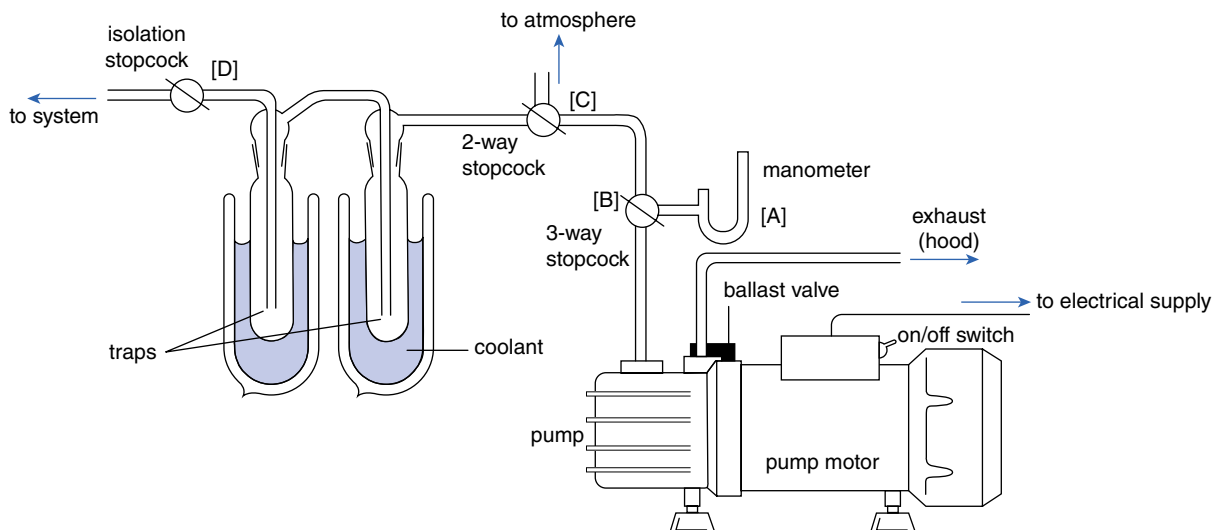 to atmosphere
isolation
stopcock
[D]
to system
[C]
2-way
stopcock
manometer
[B]
[A]
3-way
stopcock
exhaust
(hood)
ballast valve
to electrical supply
on/off switch
traps
coolant
pump
pump motor